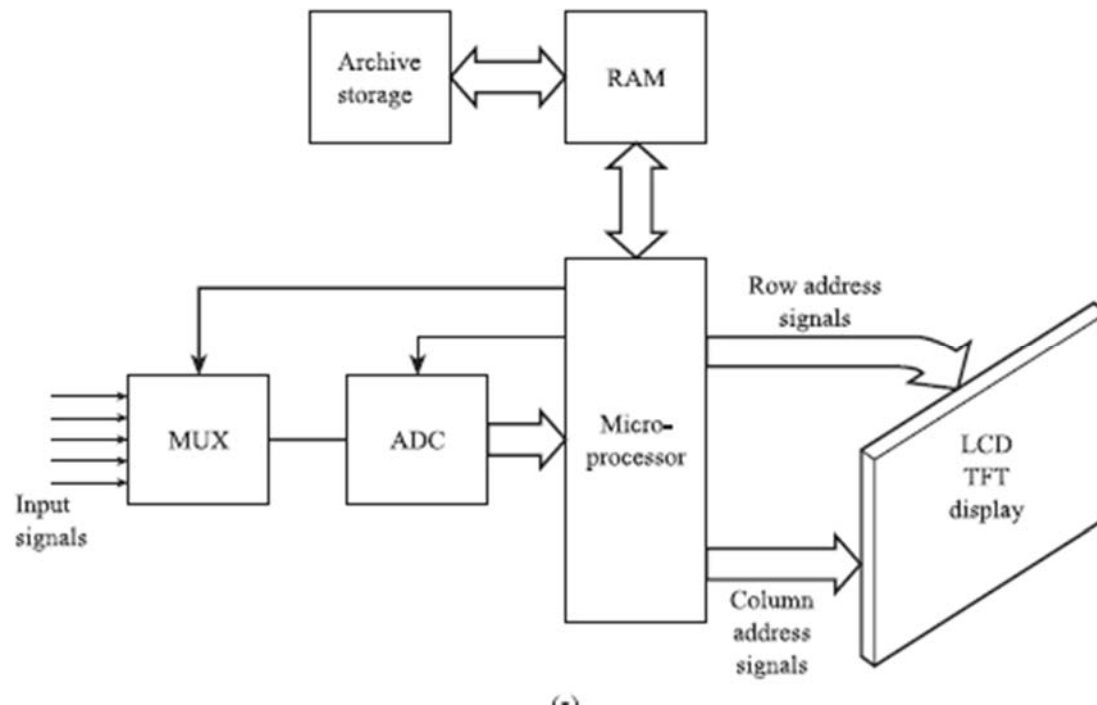 Archive
storage
RAM
Row address
signals
MUX
ADC
Micro-
processor
LCD
TFT
display
Input
signals
Column
address
signals